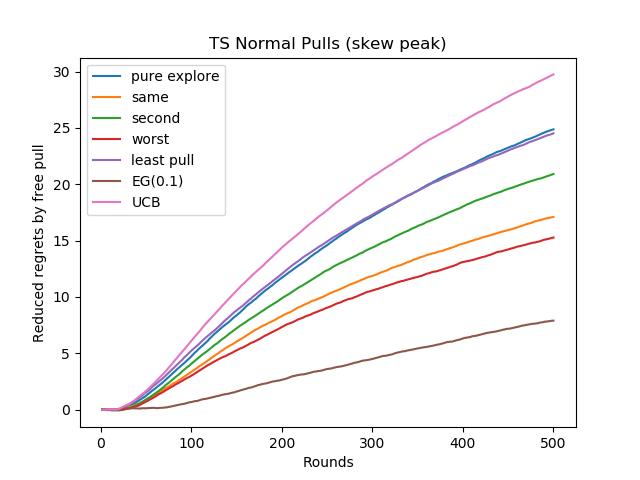 TS Normal Pulls (skew peak)
pure explore
same
second
worst
least pull
EG(0.1)
UCB
Reduced regrets by free pull
30
25
20
15
10
5
0
0 100 200 300 400 500
Rounds